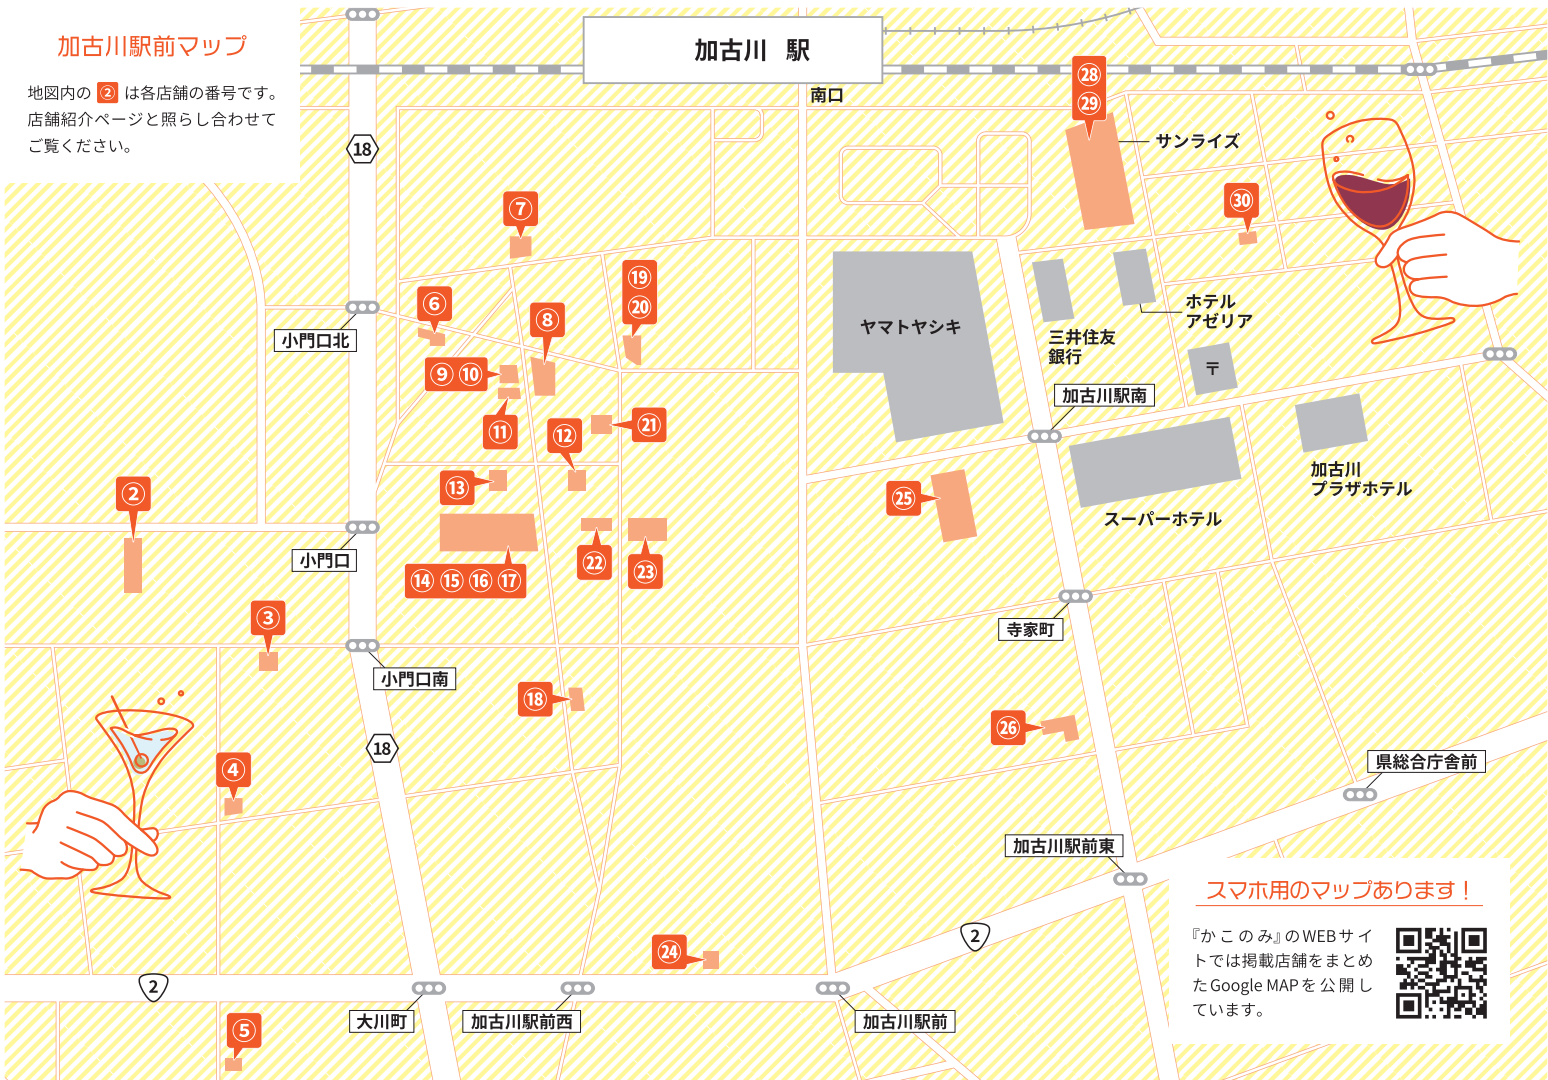 加古川駅前マップ
地図内の ② は各店舗の番号です。
店舗紹介ページと照らし合わせて
ご覧ください。
加古川 駅
南口
18
28
29
サンライズ
30
7
19
20
6
8
小門口北
ヤマトヤシキ
ホテル
アゼリア
三井住友
銀行
〒
9 10
11
12
21
加古川駅南
13
2
25
加古川
プラザホテル
スーパーホテル
小門口
14 15 16 17
22
23
3
寺家町
小門口南
18
26
18
4
県総合庁舎前
加古川駅前東
スマホ用のマップあります!
『かこのみ』のWEBサイ
トでは掲載店舗をまとめ
たGoogle MAPを公開し
ています。
2
24
2
5
大川町
加古川駅前西
加古川駅前